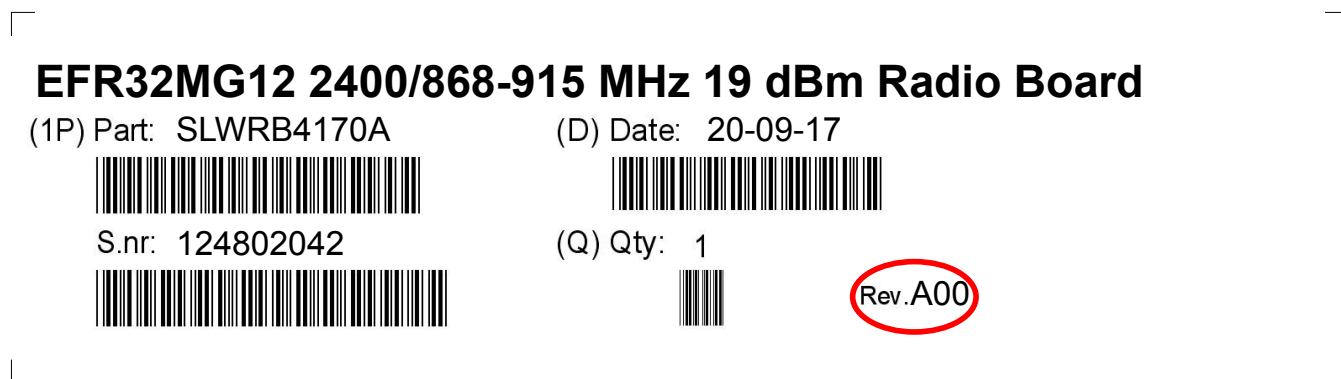 EFR32MG12 2400/868-915 MHz 19 dBm Radio Board
(1P) Part: SLWRB4170A
(D) Date: 20-09-17
S.nr: 124802042
(Q) Qty: 1
Rev.A00